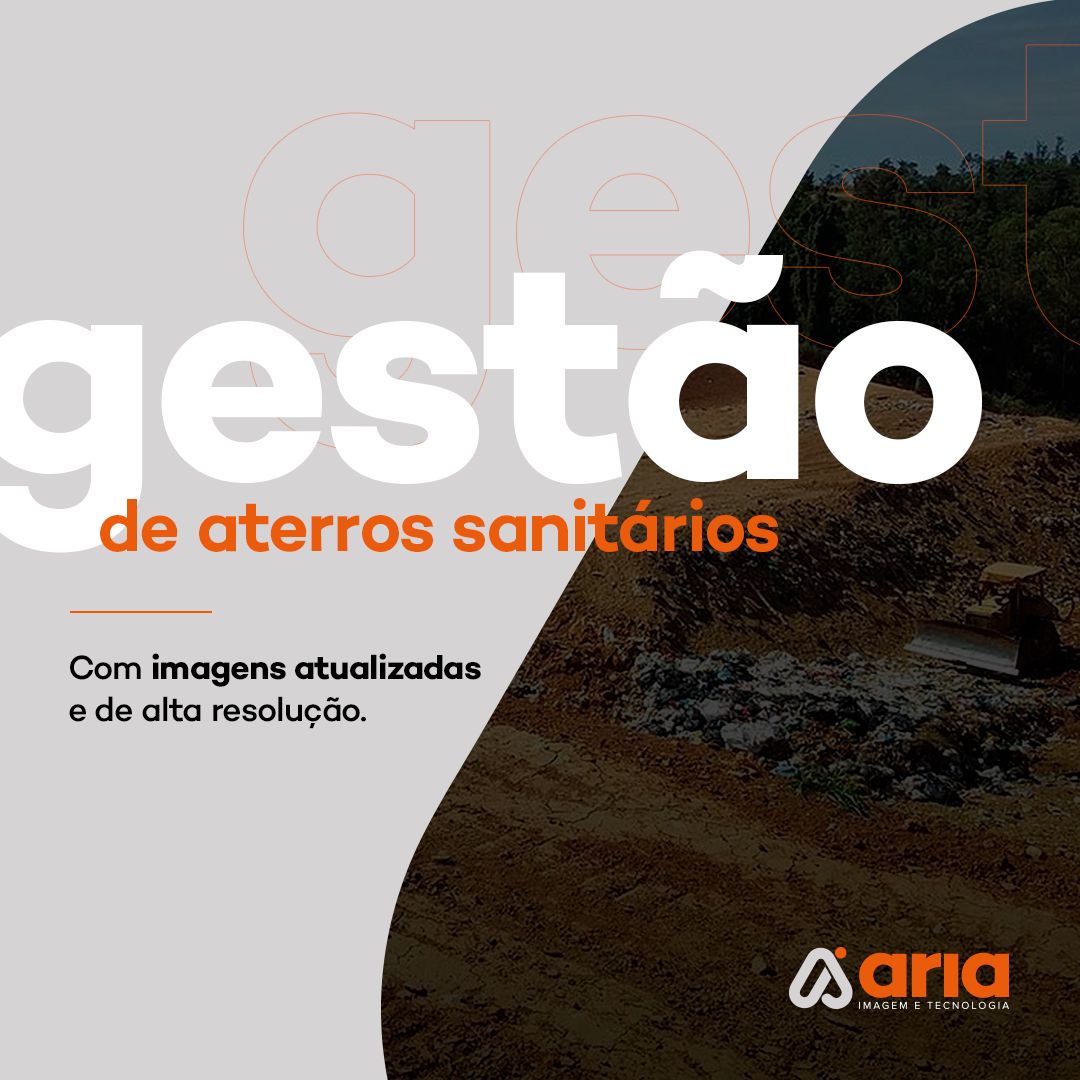 gest
gestão
de aterros sanitários
Com imagens atualizadas
e de alta resolução.
aria
IMAGEM E TECNOLOGIA